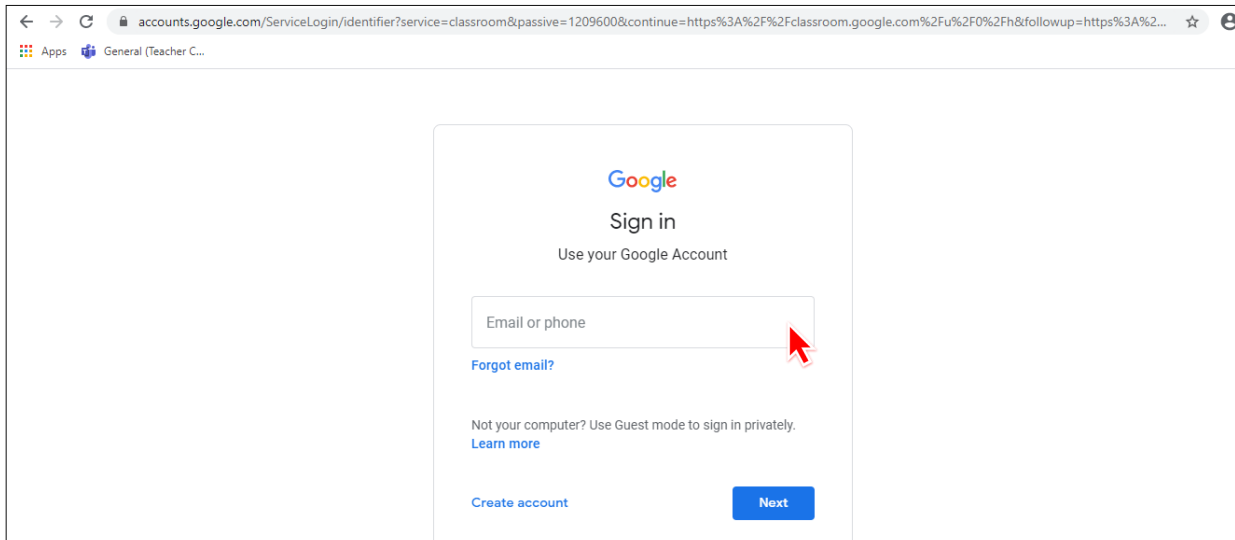 accounts.google.com/ServiceLogin/identifier?service=classroom&passive=1209600&continue=https%3A%2F%2Fclassroom.google.com%2Fu%2F0%2Fh&followup=https%3A%2...
Apps General (Teacher C...
Google
Sign in
Use your Google Account
Email or phone
Forgot email?
Not your computer? Use Guest mode to sign in privately.
Learn more
Create account Next